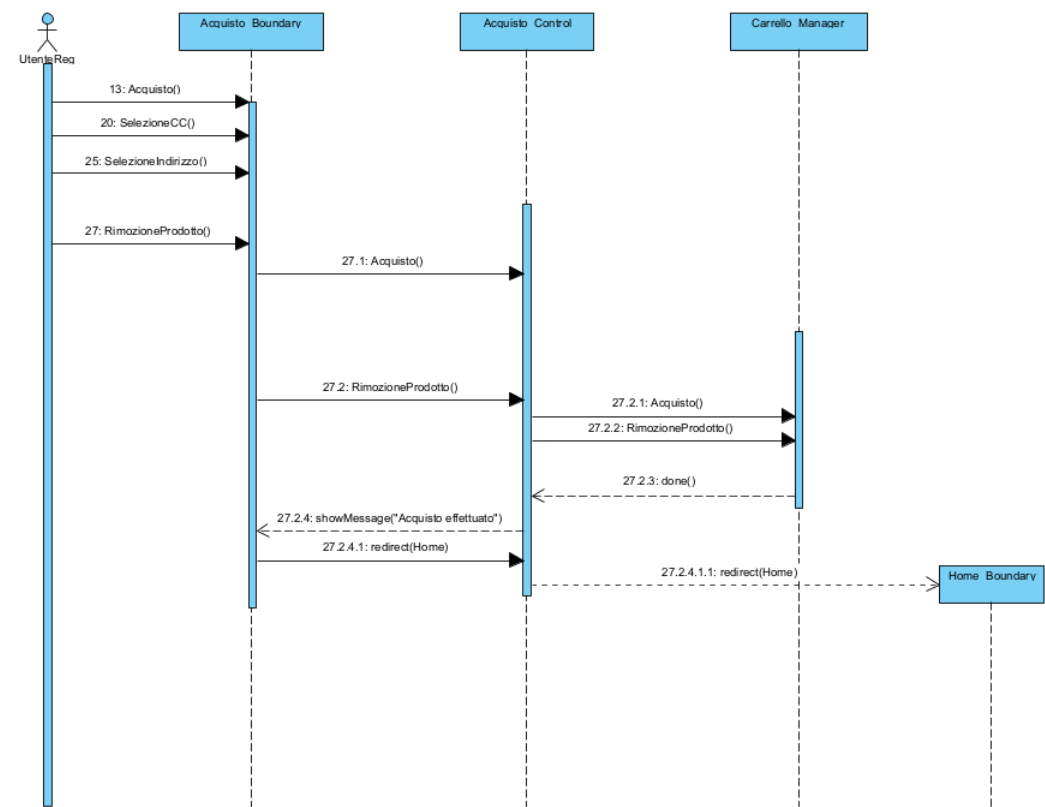 Acquisto Boundary
Acquisto Control
Carrello Manager
UtenteReg
13: Acquisto()
20: SelezioneCC()
25: SelezioneIndirizzo()
27: RimozioneProdotto()
27.1: Acquisto()
27.2: RimozioneProdotto()
27.2.1: Acquisto()
27.2.2: RimozioneProdotto()
27.2.3: done()
27.2.4: showMessage("Acquisto effettuato")
27.2.4.1: redirect(Home)
27.2.4.1.1: redirect(Home)
Home Boundary